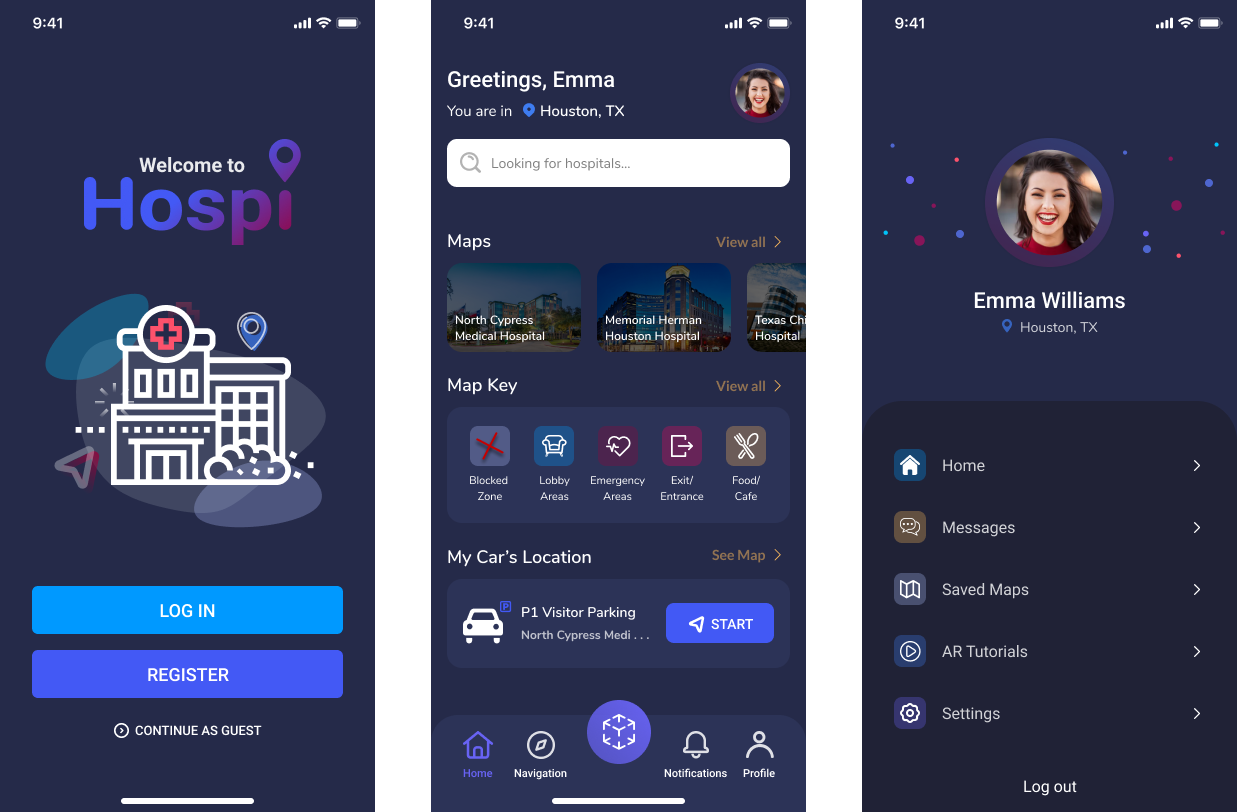 9:41
Welcome to
Hospi
LOG IN
REGISTER
CONTINUE AS GUEST
9:41
Greetings, Emma
You are in Houston, TX
Looking for hospitals...
Maps
View all
North Cypress
Medical Hospital
Memorial Herman
Houston Hospital
Texas Chi
Hospital
Map Key
View all
Blocked
Zone
Lobby
Areas
Emergency
Areas
Exit/
Entrance
Food/
Cafe
My Car's Location
See Map
P
P1 Visitor Parking
North Cypress Medi . . .
START
Home
Navigation
Notifications
Profile
9:41
Emma Williams
Houston, TX
Home
Messages
Saved Maps
AR Tutorials
Settings
Log out